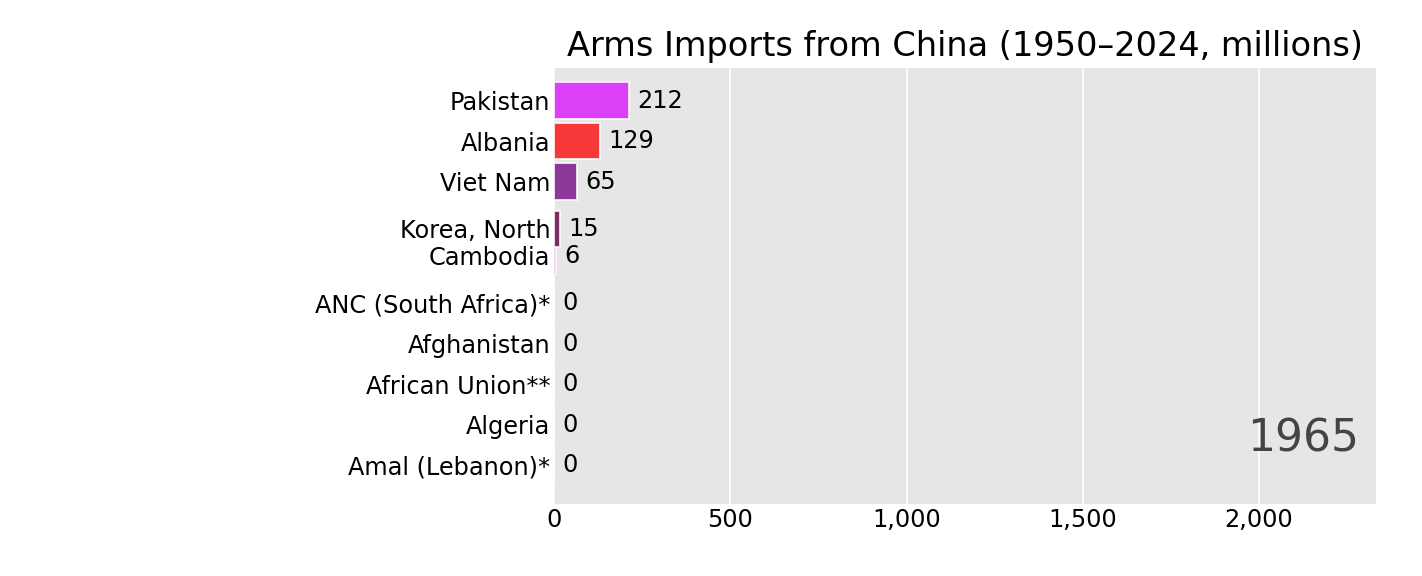 Arms Imports from China (1950–2024, millions)
Pakistan 212
Albania 129
Viet Nam 65
Korea, North 15
Cambodia 6
ANC (South Africa)* 0
Afghanistan 0
African Union** 0
Algeria 0
Amal (Lebanon)* 0
1965
0 500 1,000 1,500 2,000